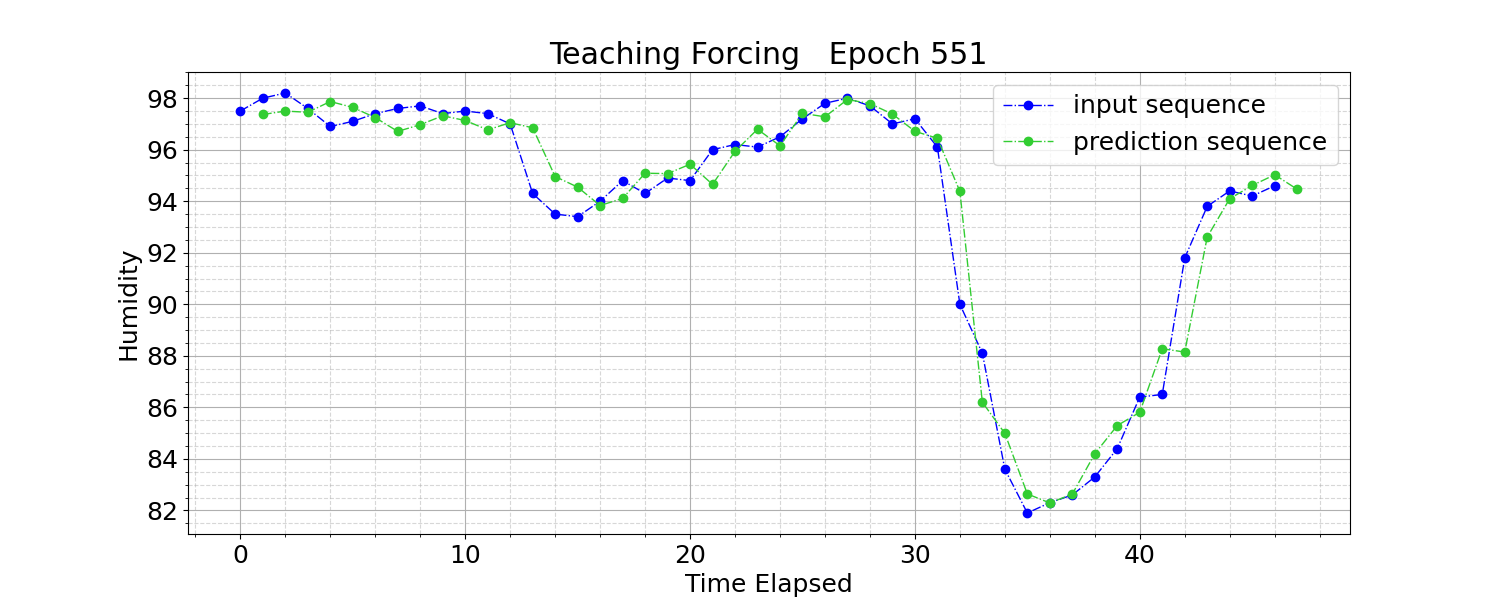 Teaching Forcing   Epoch 551
input sequence
prediction sequence
Humidity
98
96
94
92
90
88
86
84
82
0 10 20 30 40
Time Elapsed